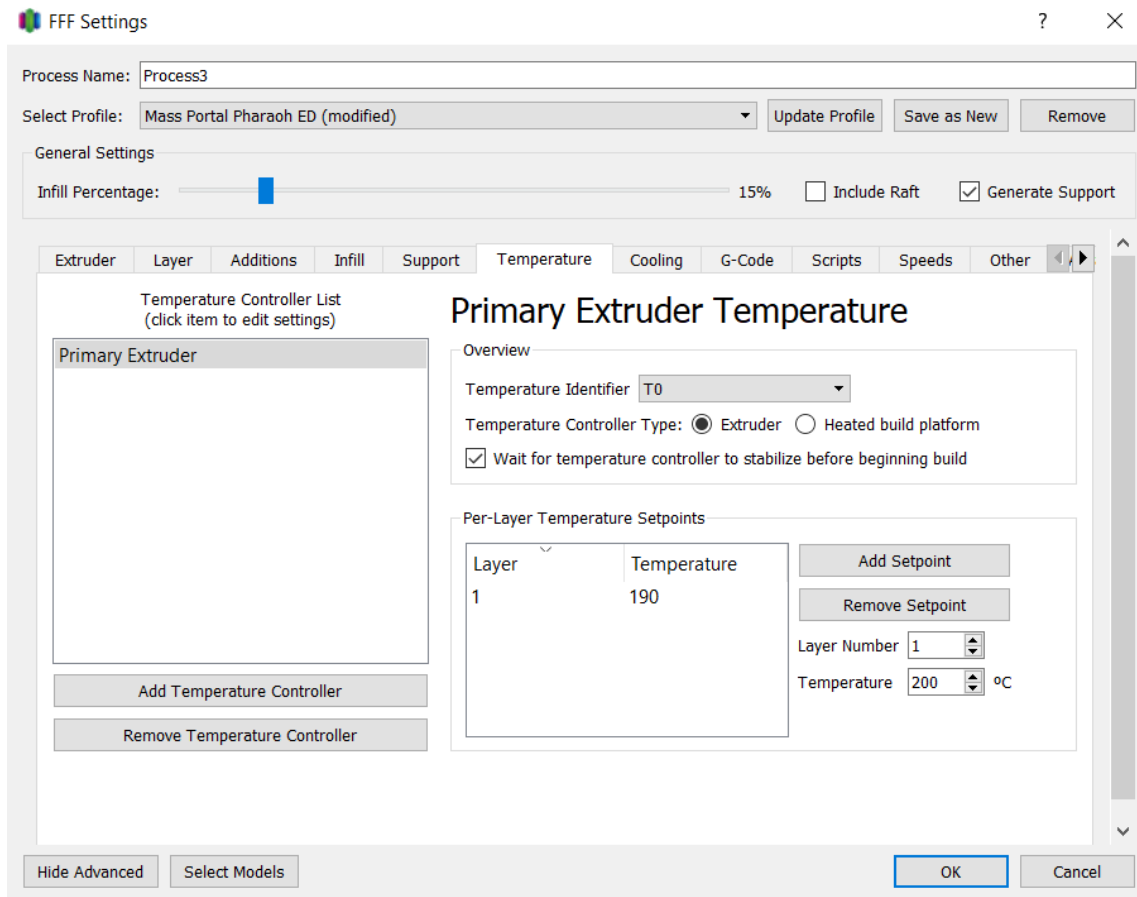 FFF Settings
Process Name: Process3
Select Profile: Mass Portal Pharaoh ED (modified) Update Profile Save as New Remove
General Settings
Infill Percentage: 15% Include Raft Generate Support
Extruder Layer Additions Infill Support Temperature Cooling G-Code Scripts Speeds Other
Temperature Controller List
(click item to edit settings)
Primary Extruder
Add Temperature Controller
Remove Temperature Controller
Primary Extruder Temperature
Overview
Temperature Identifier T0
Temperature Controller Type: Extruder Heated build platform
Wait for temperature controller to stabilize before beginning build
Per-Layer Temperature Setpoints
Layer Temperature
1 190
Add Setpoint
Remove Setpoint
Layer Number 1
Temperature 200 ºC
Hide Advanced Select Models OK Cancel